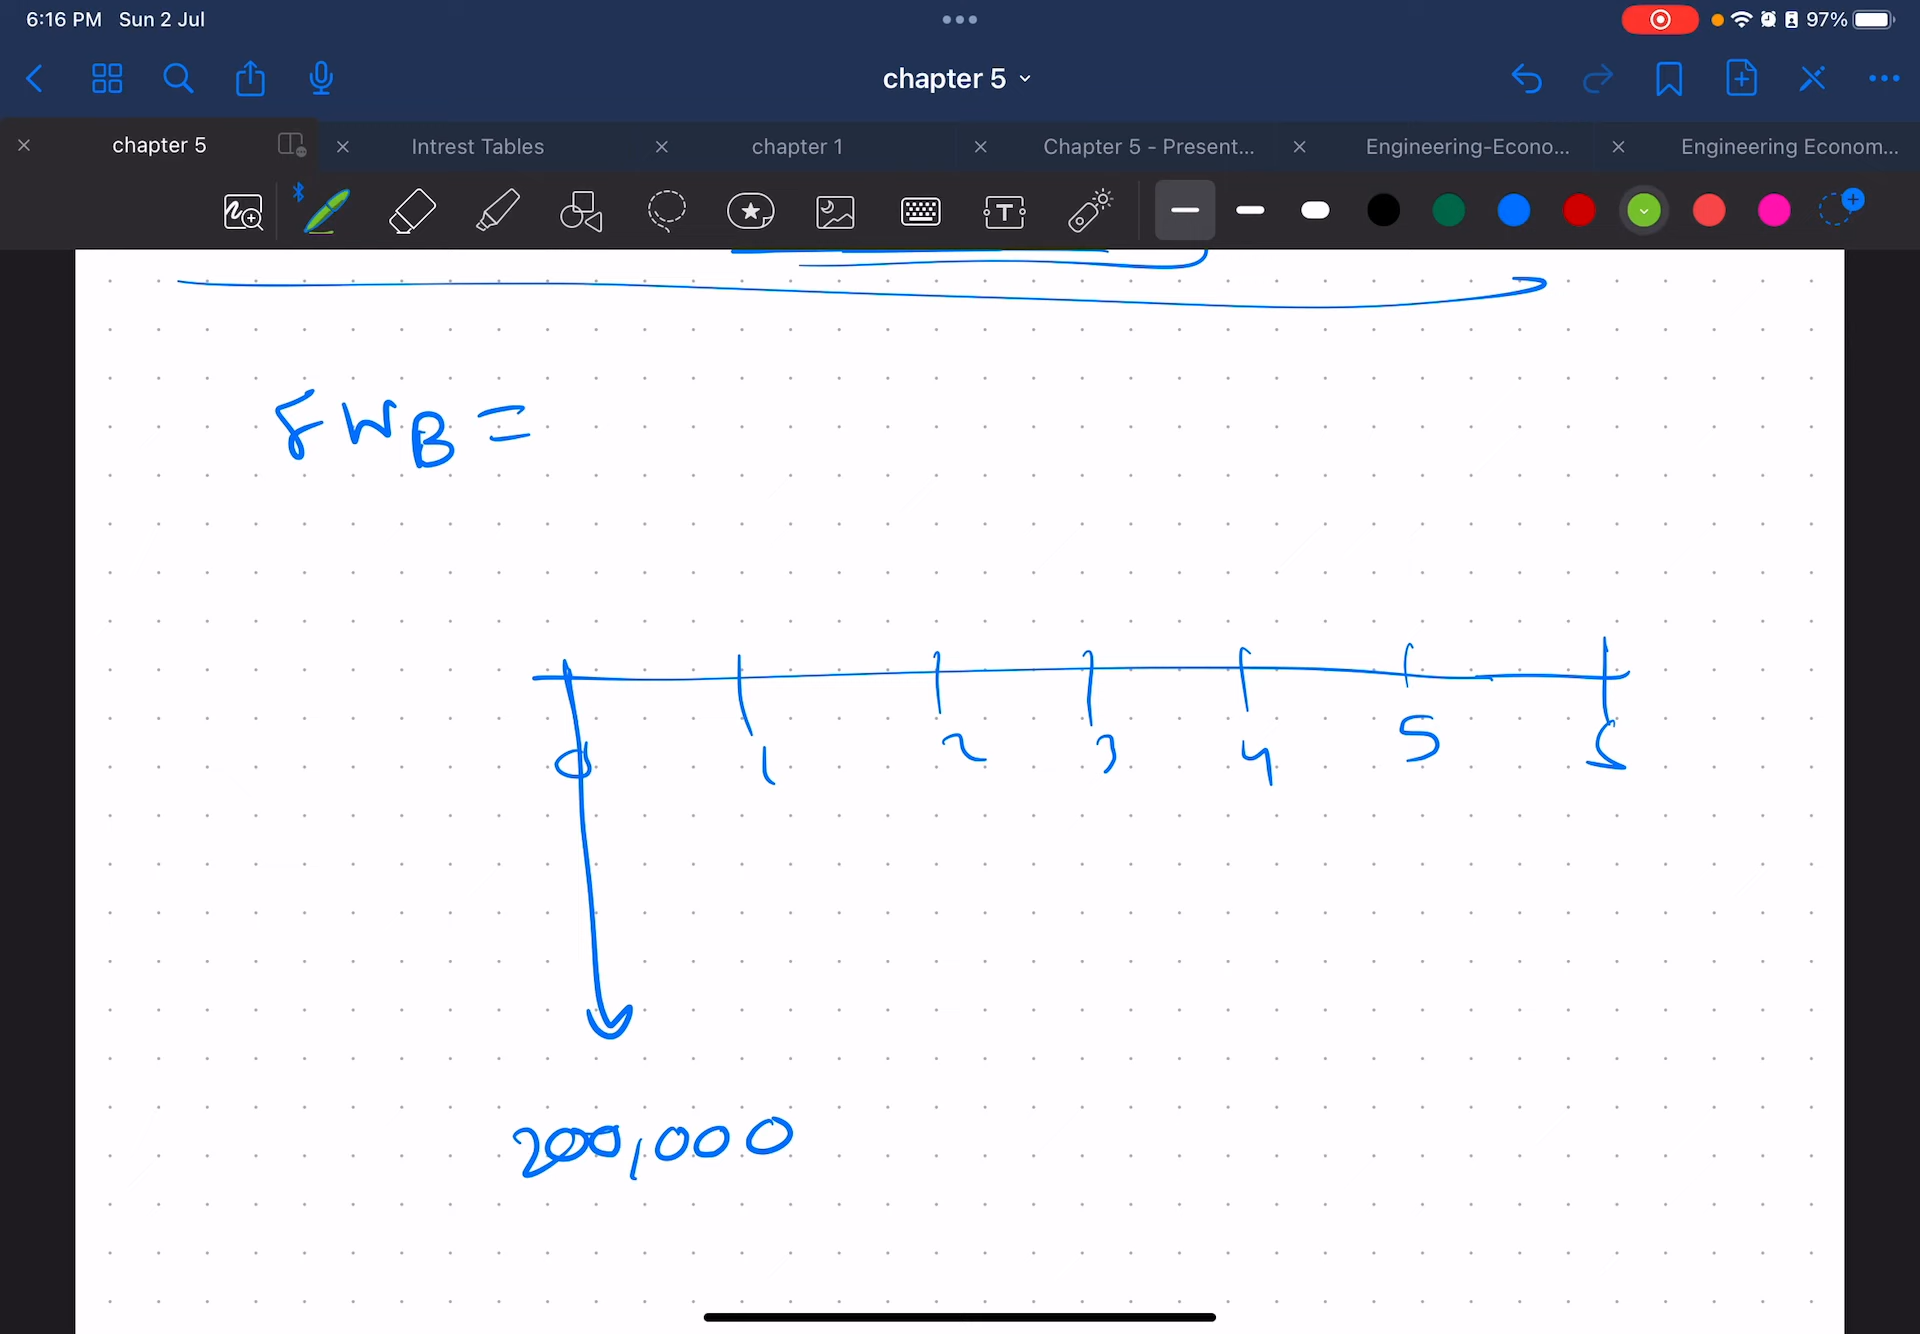 6:16 PM Sun 2 Jul
97%
chapter 5
chapter 5
Intrest Tables
chapter 1
Chapter 5 - Present...
Engineering-Econo...
Engineering Econom...
T
FWB =
0 1 2 3 4 5 6
200,000